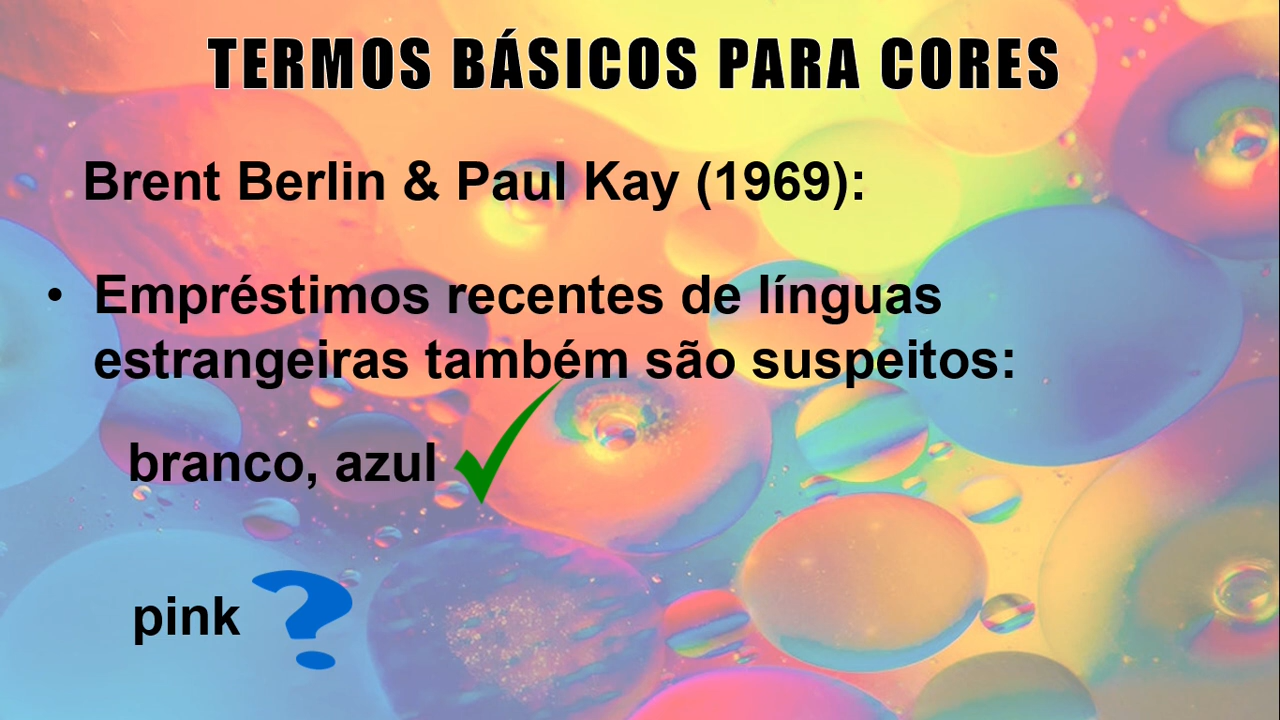 TERMOS BÁSICOS PARA CORES
Brent Berlin & Paul Kay (1969):
• Empréstimos recentes de línguas
estrangeiras também são suspeitos:
branco, azul ✓
pink ?